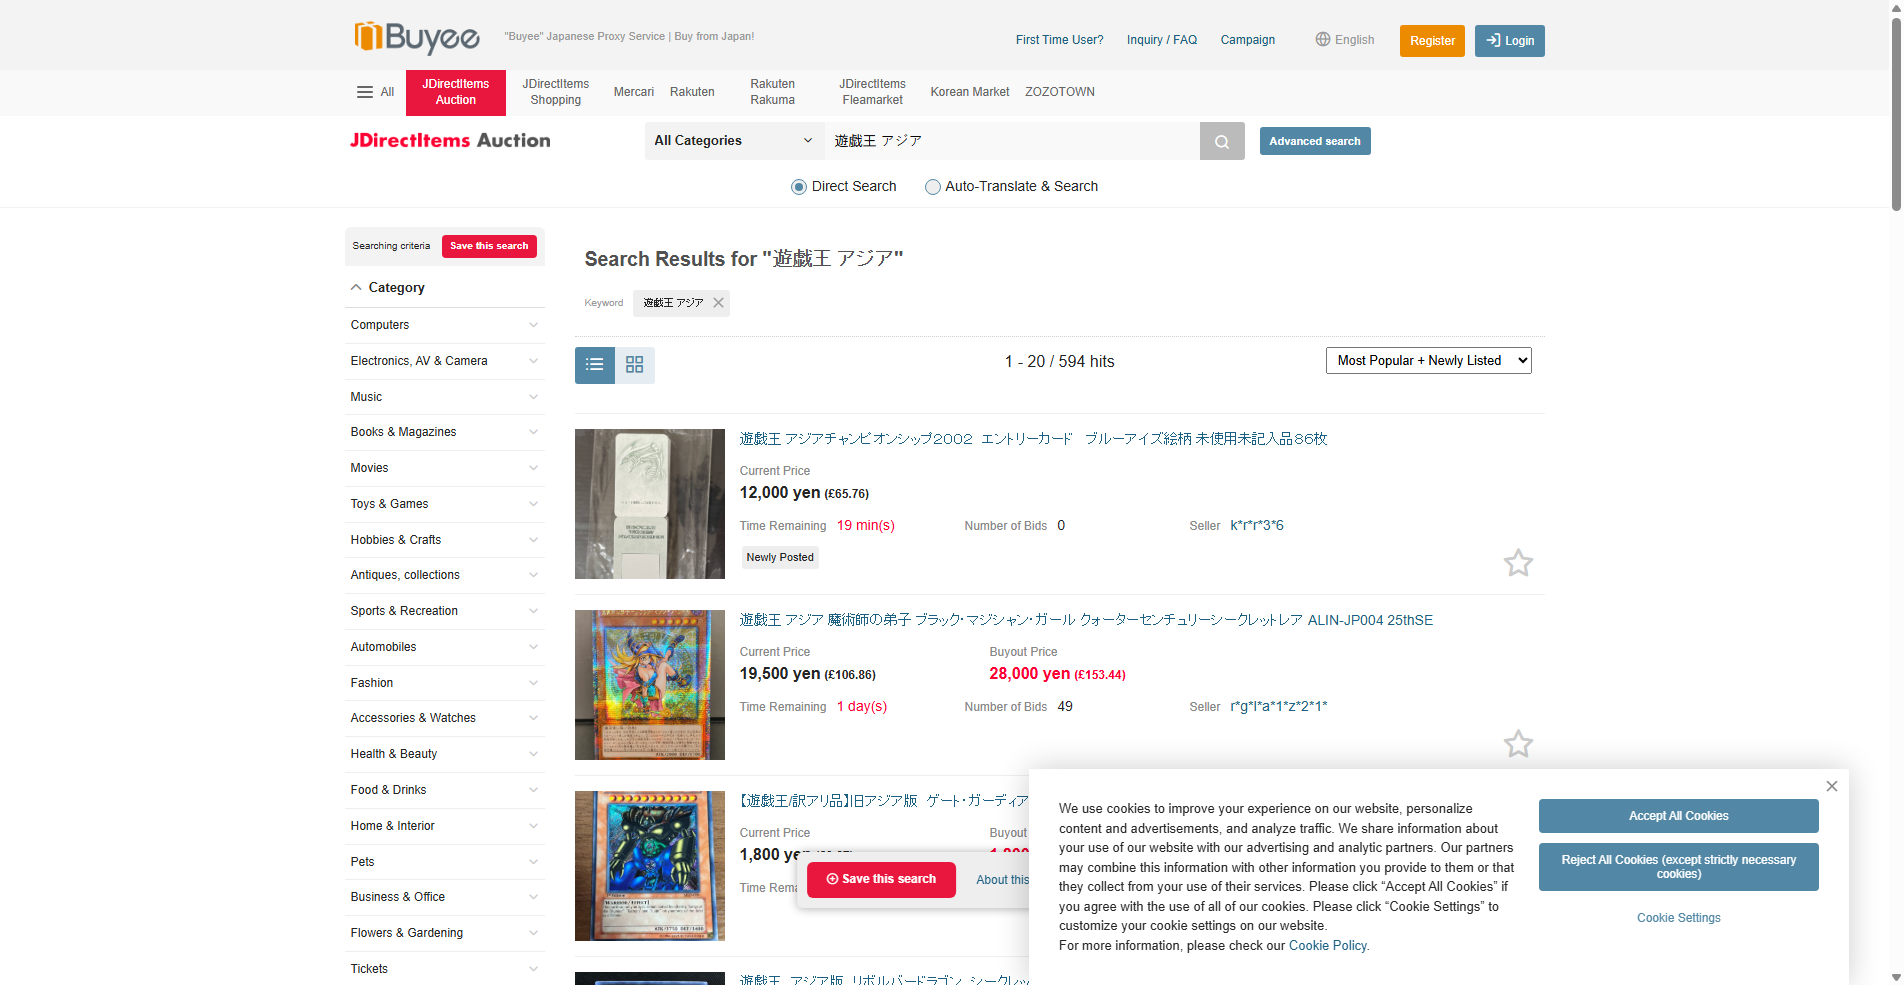 Buyee
"Buyee" Japanese Proxy Service | Buy from Japan!
First Time User?
Inquiry / FAQ
Campaign
English
Register
Login
All
JDirectItems Auction
JDirectItems Shopping
Mercari
Rakuten
Rakuten Rakuma
JDirectItems Fleamarket
Korean Market
ZOZOTOWN
JDirectItems Auction
All Categories
遊戯王 アジア
Advanced search
Direct Search
Auto-Translate & Search
Searching criteria
Save this search
Category
Computers
Electronics, AV & Camera
Music
Books & Magazines
Movies
Toys & Games
Hobbies & Crafts
Antiques, collections
Sports & Recreation
Automobiles
Fashion
Accessories & Watches
Health & Beauty
Food & Drinks
Home & Interior
Pets
Business & Office
Flowers & Gardening
Tickets
Search Results for "遊戯王 アジア"
Keyword
遊戯王 アジア
1 - 20 / 594 hits
Most Popular + Newly Listed
遊戯王 アジアチャンピオンシップ2002　エントリーカード　ブルーアイズ絵柄 未使用未記入品86枚
Current Price
12,000 yen (£65.76)
Time Remaining 19 min(s)
Number of Bids 0
Seller k*r*r*3*6
Newly Posted
遊戯王 アジア 魔術師の弟子 ブラック・マジシャン・ガール クォーターセンチュリーシークレットレア ALIN-JP004 25thSE
Current Price
19,500 yen (£106.86)
Buyout Price
28,000 yen (£153.44)
Time Remaining 1 day(s)
Number of Bids 49
Seller r*g*l*a*1*z*2*1*
【遊戯王/訳アリ品】旧アジア版　ゲート・ガーディア
Current Price
1,800 yen
Buyout
Time Rema
Save this search
About this
遊戯王　アジア版　リボルバードラゴン　シークレッ
We use cookies to improve your experience on our website, personalize
content and advertisements, and analyze traffic. We share information about
your use of our website with our advertising and analytic partners. Our partners
may combine this information with other information you provide to them or that
they collect from your use of their services. Please click “Accept All Cookies” if
you agree with the use of all of our cookies. Please click “Cookie Settings” to
customize your cookie settings on our website.
For more information, please check our Cookie Policy.
Accept All Cookies
Reject All Cookies (except strictly necessary
cookies)
Cookie Settings